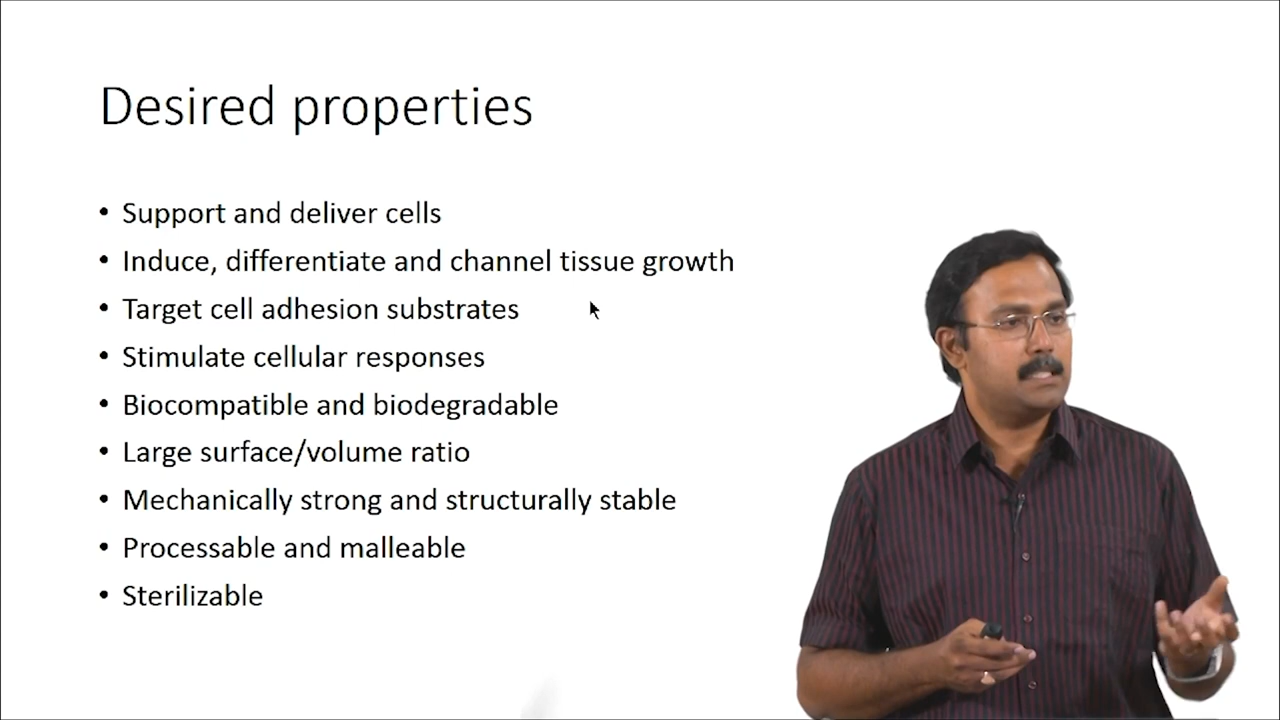 Desired properties
• Support and deliver cells
• Induce, differentiate and channel tissue growth
• Target cell adhesion substrates
• Stimulate cellular responses
• Biocompatible and biodegradable
• Large surface/volume ratio
• Mechanically strong and structurally stable
• Processable and malleable
• Sterilizable